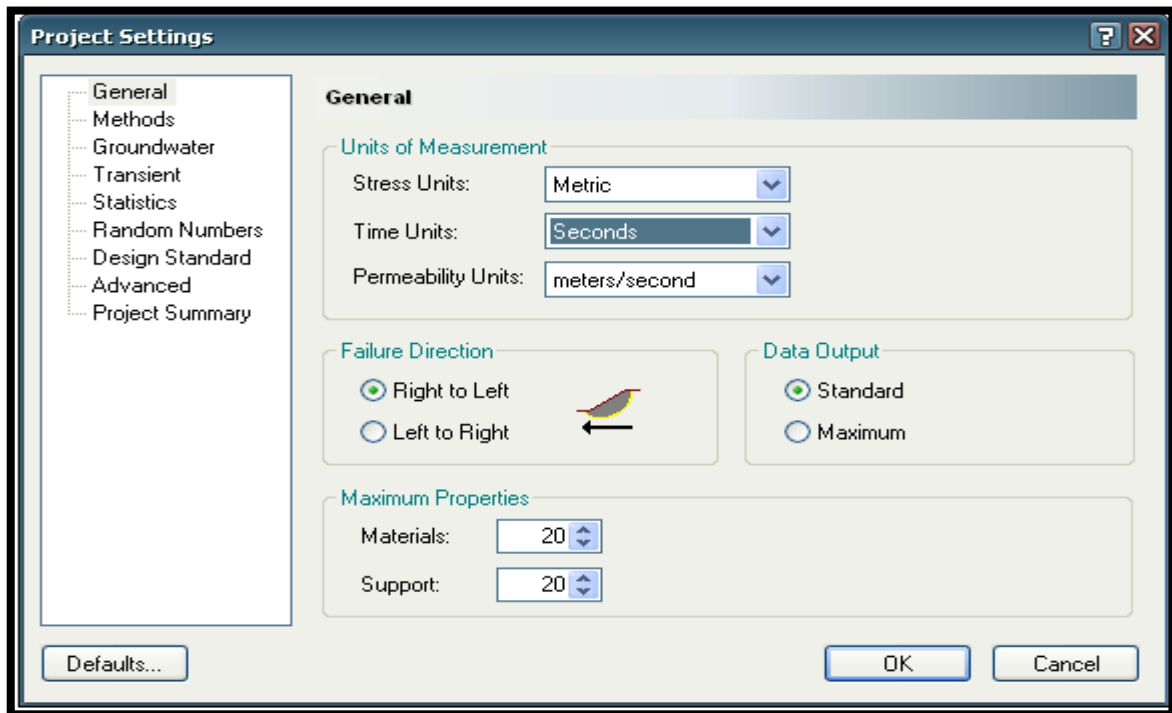 Project Settings
General
Methods
Groundwater
Transient
Statistics
Random Numbers
Design Standard
Advanced
Project Summary
General
Units of Measurement
Stress Units: Metric
Time Units: Seconds
Permeability Units: meters/second
Failure Direction
Right to Left
Left to Right
Data Output
Standard
Maximum
Maximum Properties
Materials: 20
Support: 20
Defaults... OK Cancel